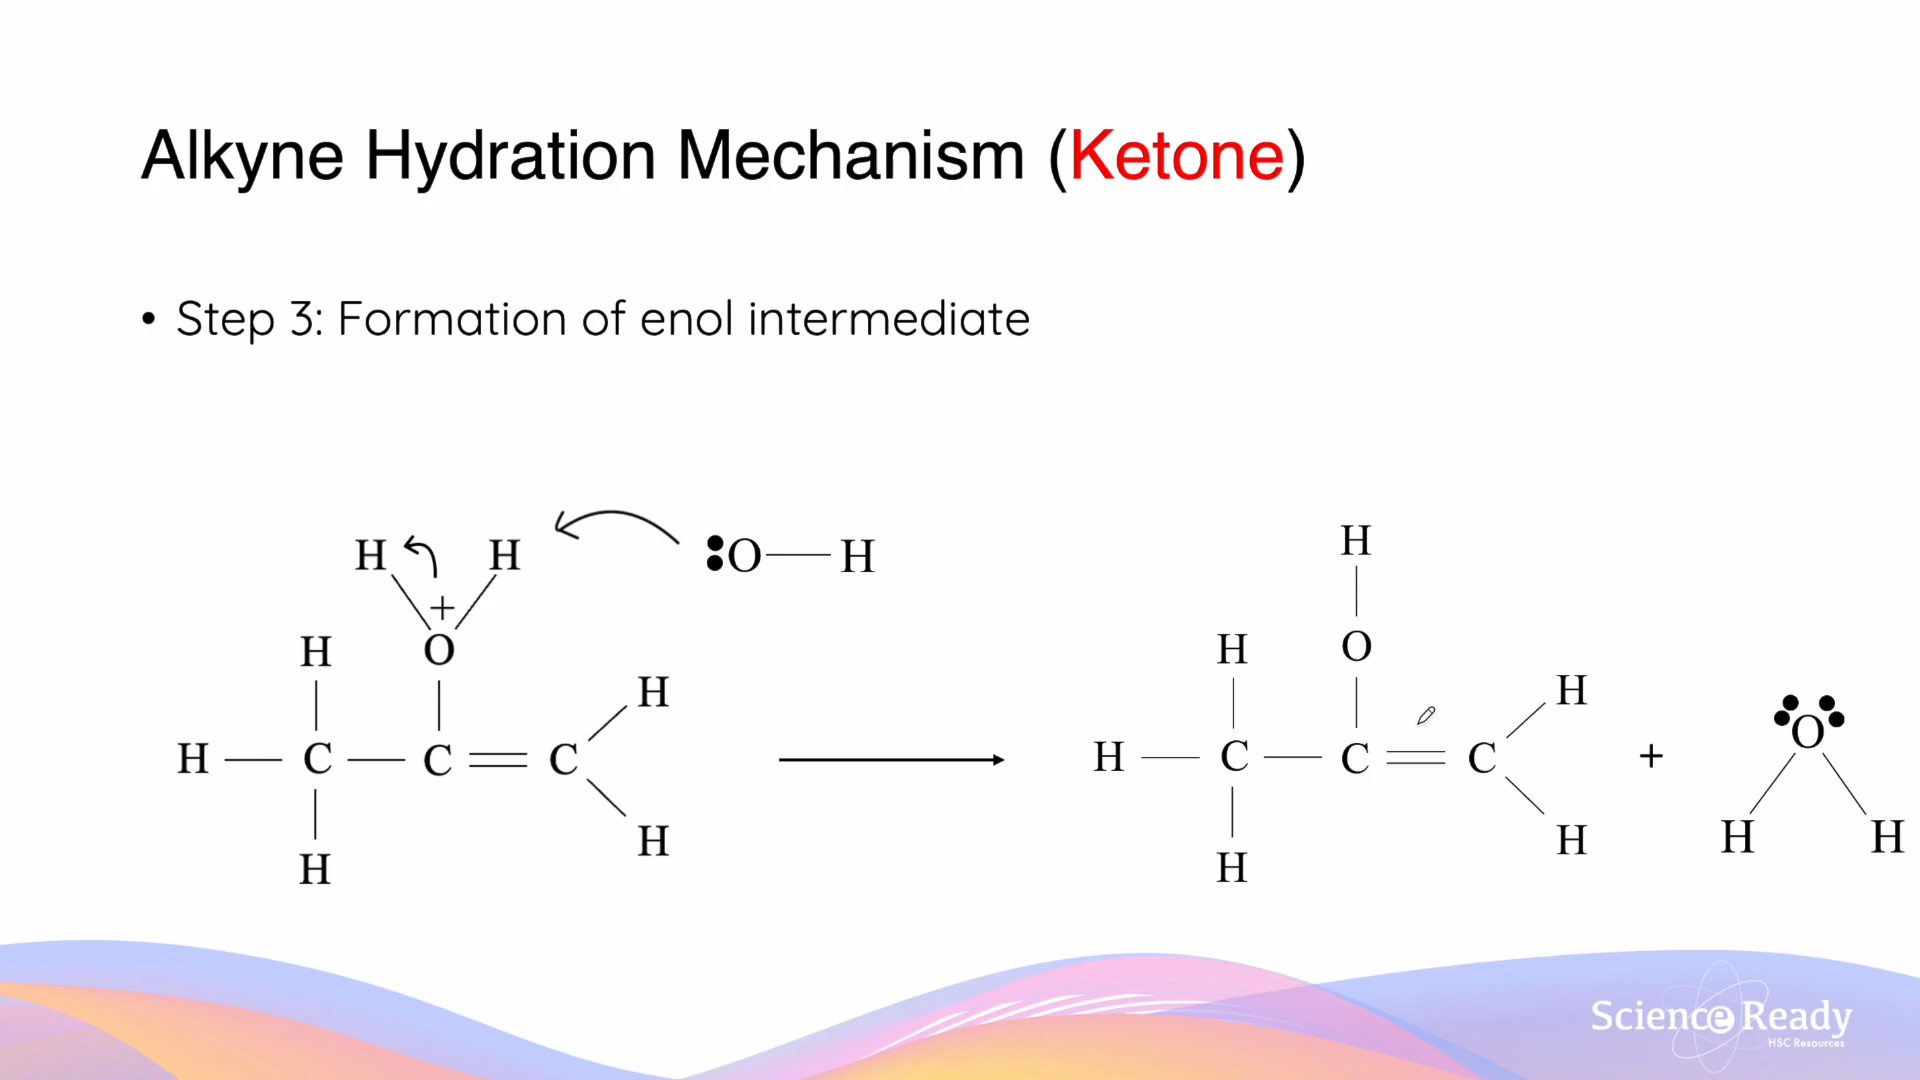 Alkyne Hydration Mechanism (Ketone)
• Step 3: Formation of enol intermediate
H H O H H
+
H O H O H
H H
H C C C H C C C + O
H H H H
H H
Science Ready
HSC Resources